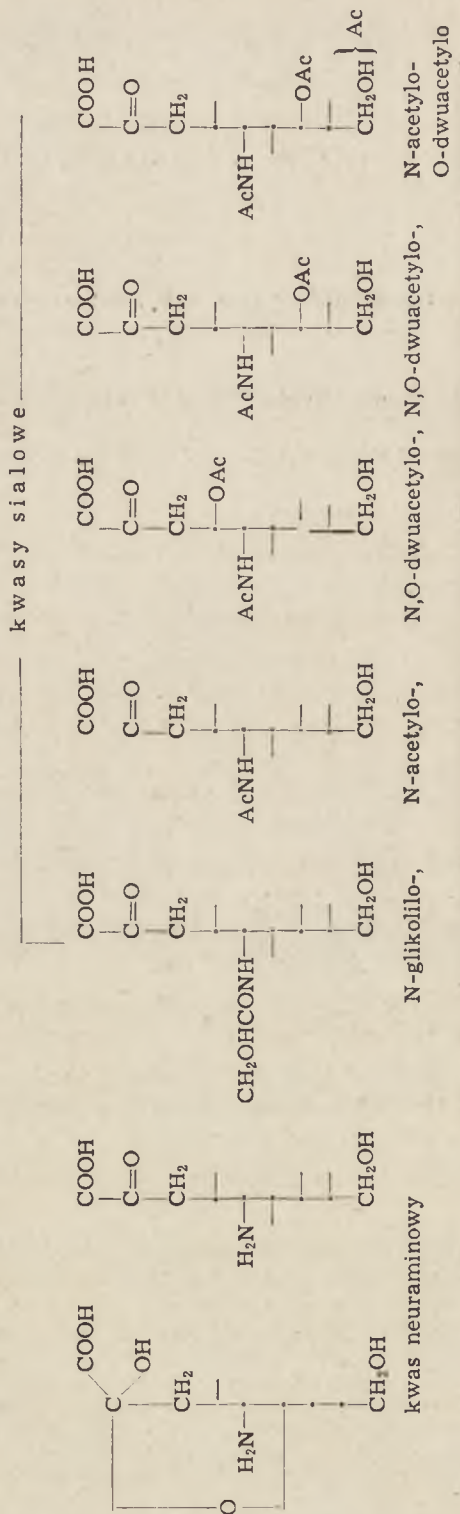 kwasy sialowe
COOH
C
OH
CH₂
H₂N—
O
CH₂OH
COOH
C=O
CH₂
H₂N—
CH₂OH
kwas neuraminowy
COOH
C=O
CH₂
CH₂OHCONH—
CH₂OH
N-glikolilo-,
COOH
C=O
CH₂
AcNH—
CH₂OH
N-acetylo-,
COOH
C=O
CH₂
—OAc
AcNH—
CH₂OH
N,O-dwuacetylo-,
COOH
C=O
CH₂
AcNH—
—OAc
CH₂OH
N,O-dwuacetylo-,
COOH
C=O
CH₂
AcNH—
—OAc
CH₂OH } Ac
N-acetylo-
O-dwuacetylo